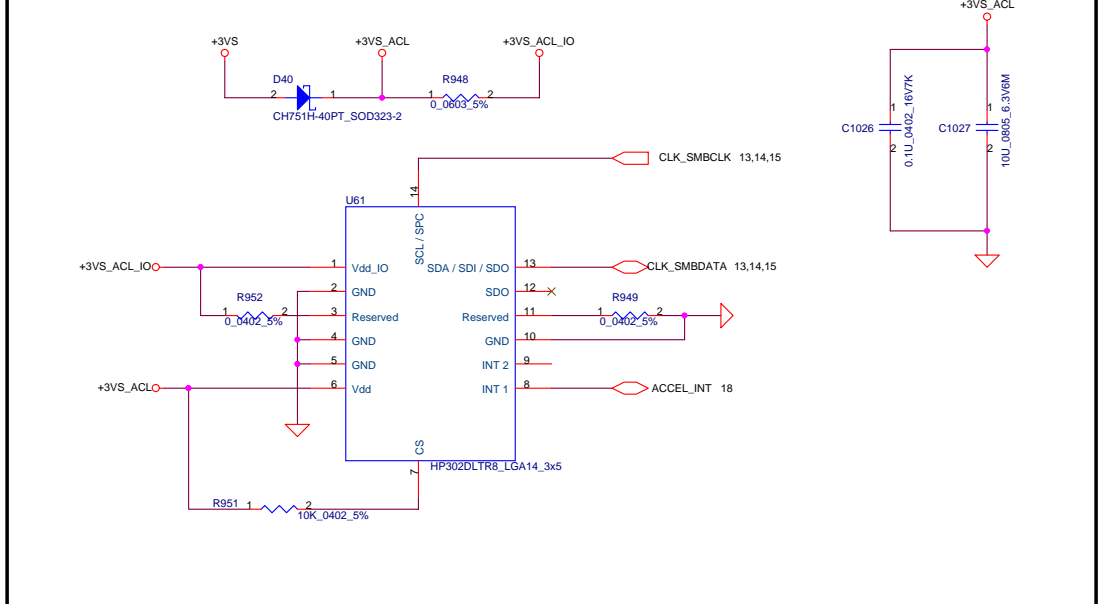 +3VS_ACL
+3VS
+3VS_ACL
+3VS_ACL_IO
D40
R948
2
1
1
2
0_0603_5%
CH751H-40PT_SOD323-2
1
1
C1026
C1027
2
2
0.1U_0402_16V7K
10U_0805_6.3V6M
CLK_SMBCLK 13,14,15
14
U61
SCL / SPC
+3VS_ACL_IO
1
Vdd_IO
SDA / SDI / SDO
13
CLK_SMBDATA 13,14,15
2
GND
SDO
12
R952
R949
1
2
3
Reserved
Reserved
11
1
2
0_0402_5%
0_0402_5%
4
GND
GND
10
5
GND
INT 2
9
+3VS_ACL
6
Vdd
INT 1
8
ACCEL_INT 18
CS
7
HP302DLTR8_LGA14_3x5
R951
1
2
10K_0402_5%